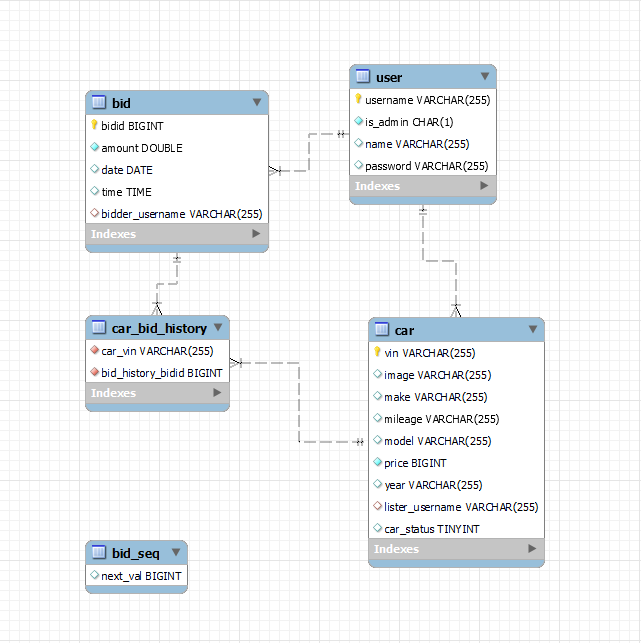 bid
bidid BIGINT
amount DOUBLE
date DATE
time TIME
bidder_username VARCHAR(255)
Indexes
user
username VARCHAR(255)
is_admin CHAR(1)
name VARCHAR(255)
password VARCHAR(255)
Indexes
car_bid_history
car_vin VARCHAR(255)
bid_history_bidid BIGINT
Indexes
car
vin VARCHAR(255)
image VARCHAR(255)
make VARCHAR(255)
mileage VARCHAR(255)
model VARCHAR(255)
price BIGINT
year VARCHAR(255)
lister_username VARCHAR(255)
car_status TINYINT
Indexes
bid_seq
next_val BIGINT